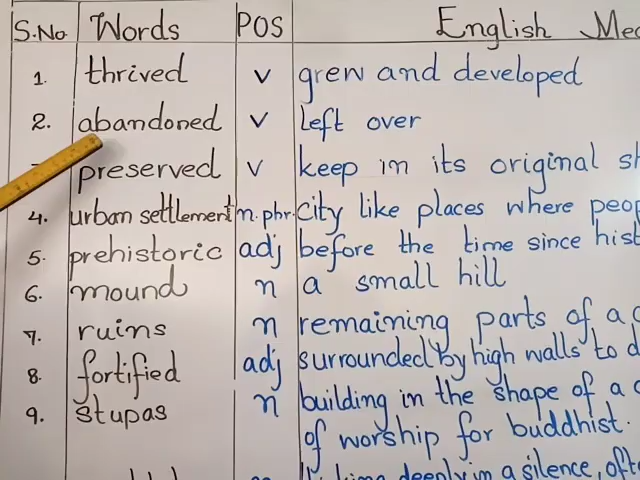 S.No Words POS English
1. thrived v grew and developed
2. abandoned v left over
preserved v keep in its original
4. urban settlement n.phr. city like places where
5. prehistoric adj before the time since
6. mound n a small hill
7. ruins n remaining parts of a
8. fortified adj surrounded by high walls to
9. stupas n building in the shape of a
of worship for buddhist.
deeply in a silence,